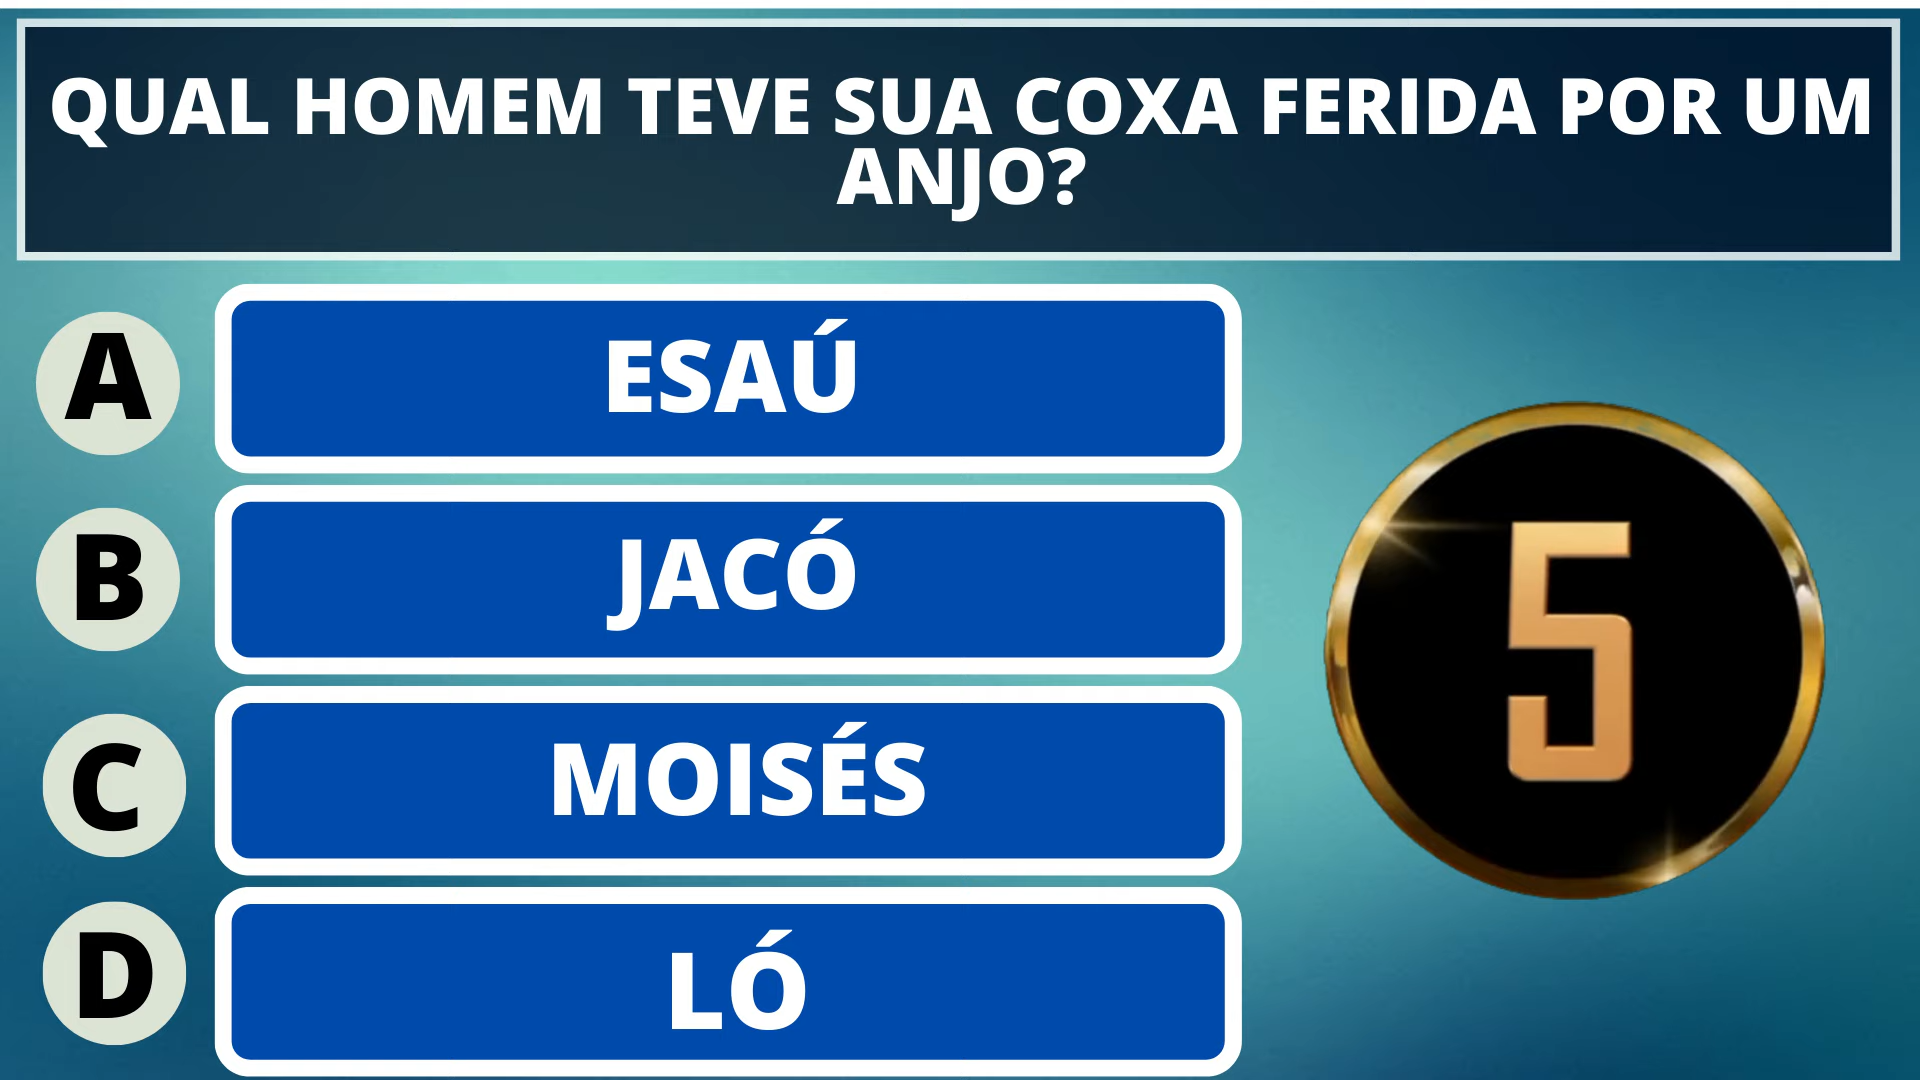 QUAL HOMEM TEVE SUA COXA FERIDA POR UM
ANJO?
A
ESAÚ
B
JACÓ
C
MOISÉS
D
LÓ
5